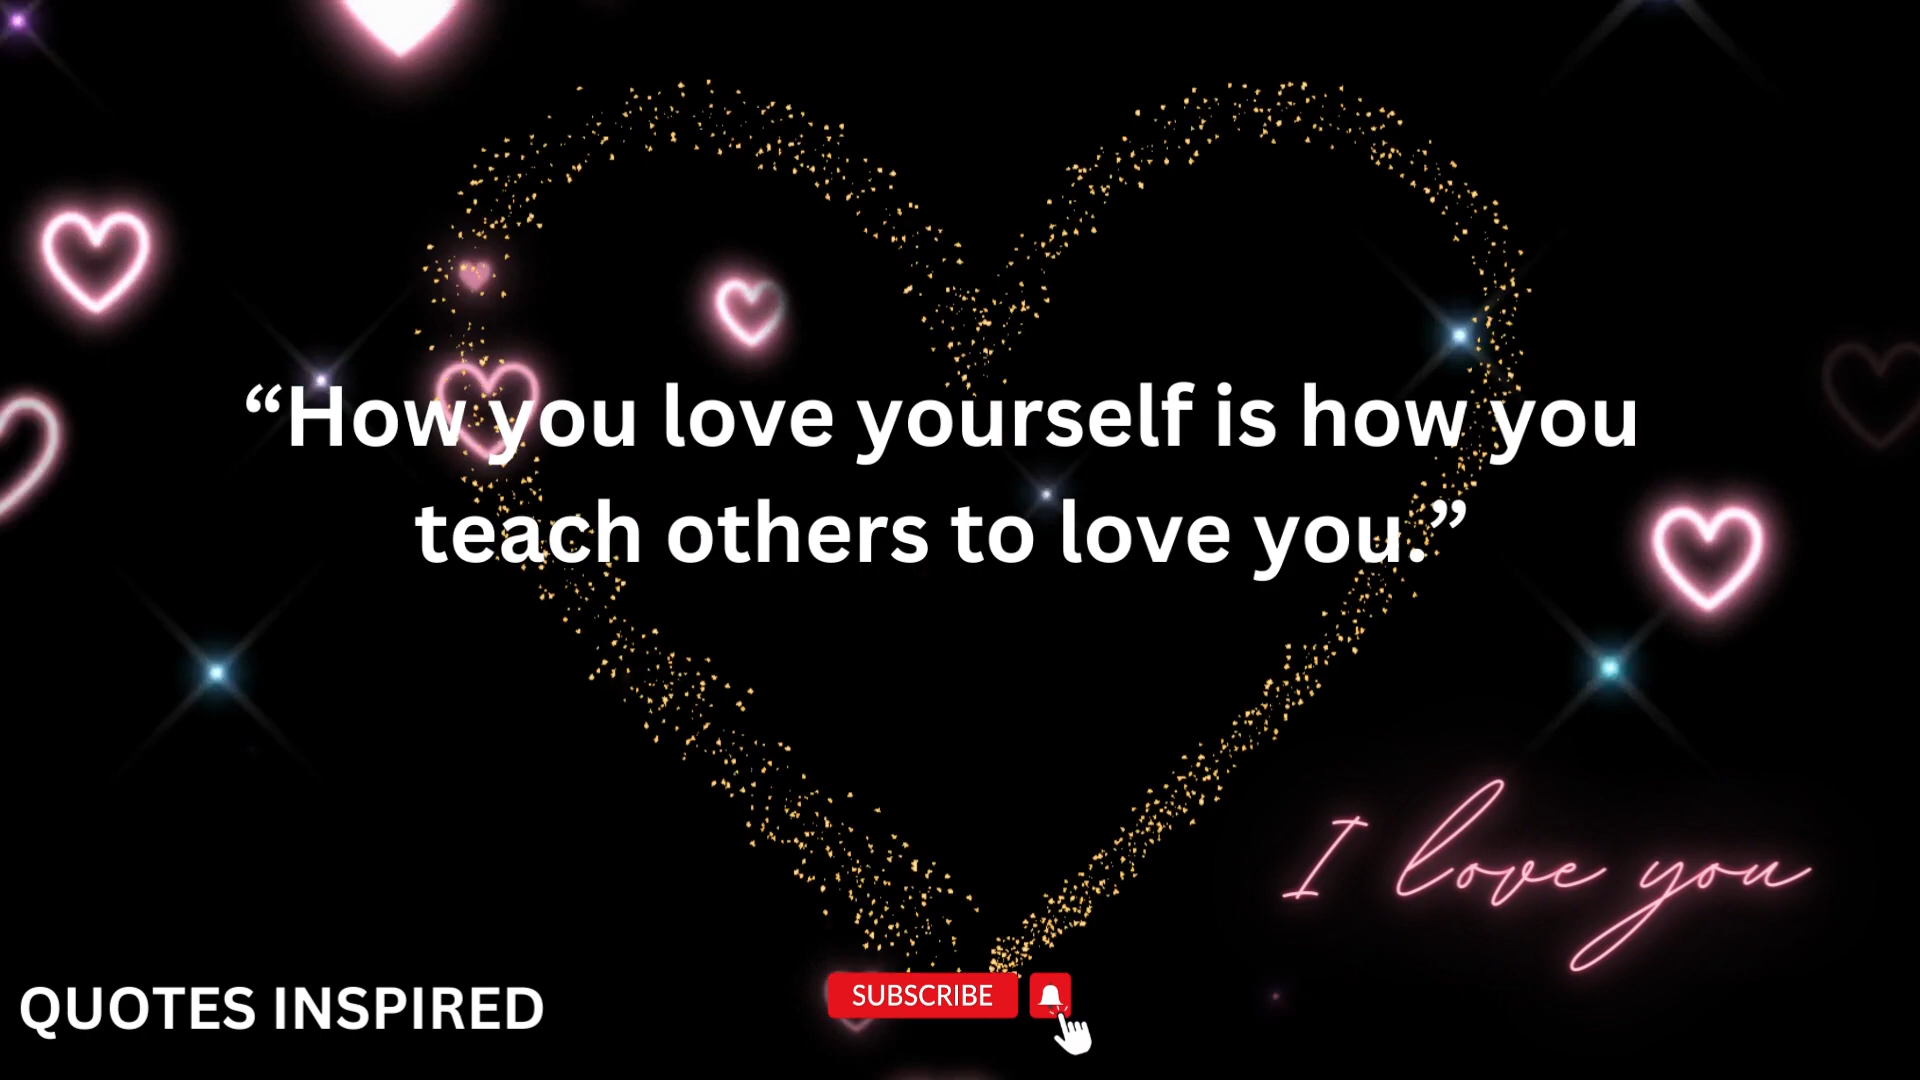 “How you love yourself is how you
teach others to love you.”
I love you
QUOTES INSPIRED
SUBSCRIBE